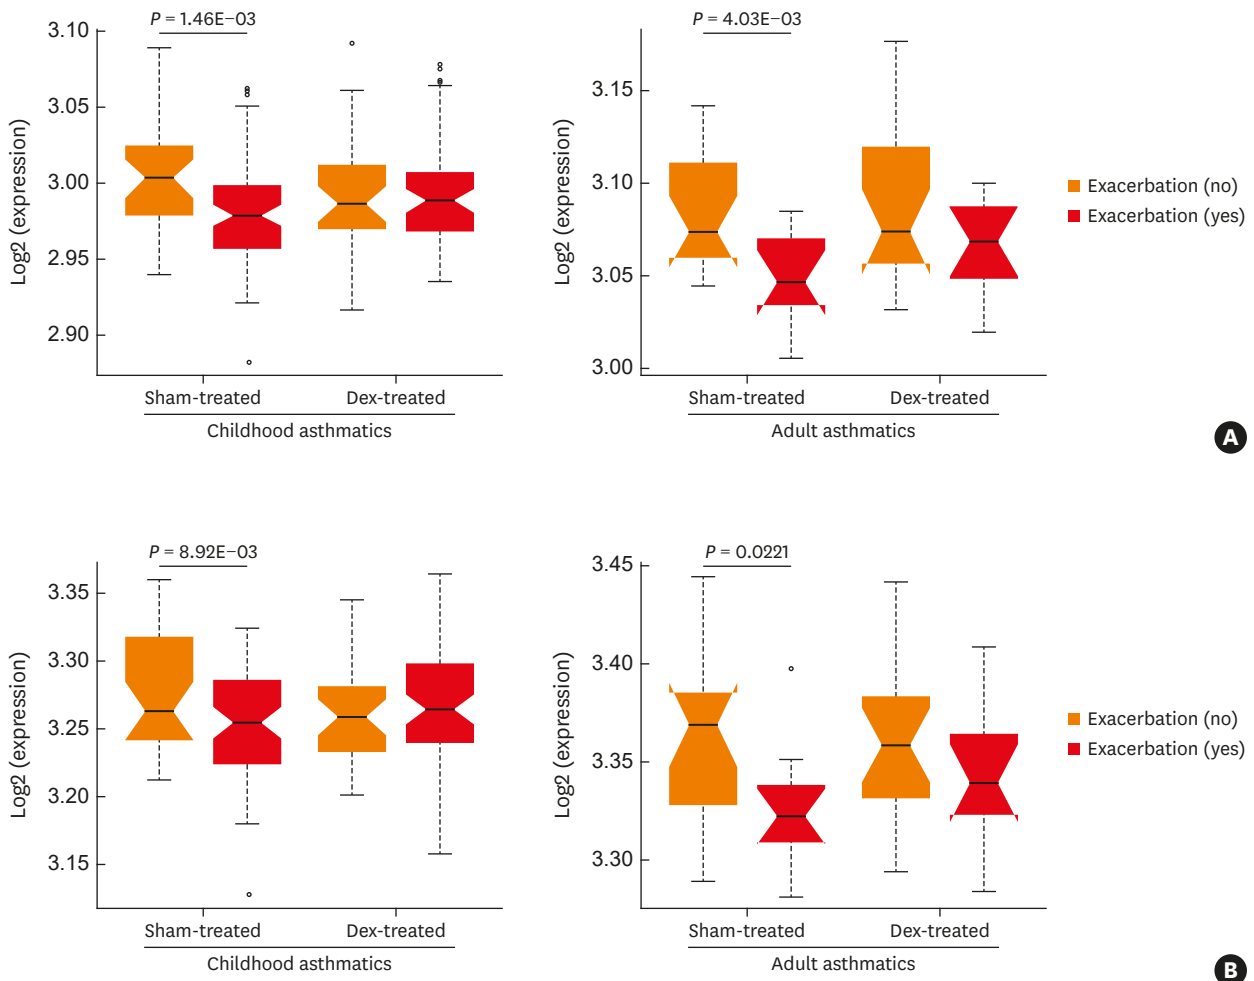 P = 1.46E−03
P = 4.03E−03
3.10
3.05
3.00
2.95
2.90
Log2 (expression)
Sham-treated
Dex-treated
Childhood asthmatics
3.15
3.10
3.05
3.00
Log2 (expression)
Sham-treated
Dex-treated
Adult asthmatics
Exacerbation (no)
Exacerbation (yes)
A
P = 8.92E−03
P = 0.0221
3.35
3.30
3.25
3.20
3.15
Log2 (expression)
Sham-treated
Dex-treated
Childhood asthmatics
3.45
3.40
3.35
3.30
Log2 (expression)
Sham-treated
Dex-treated
Adult asthmatics
Exacerbation (no)
Exacerbation (yes)
B